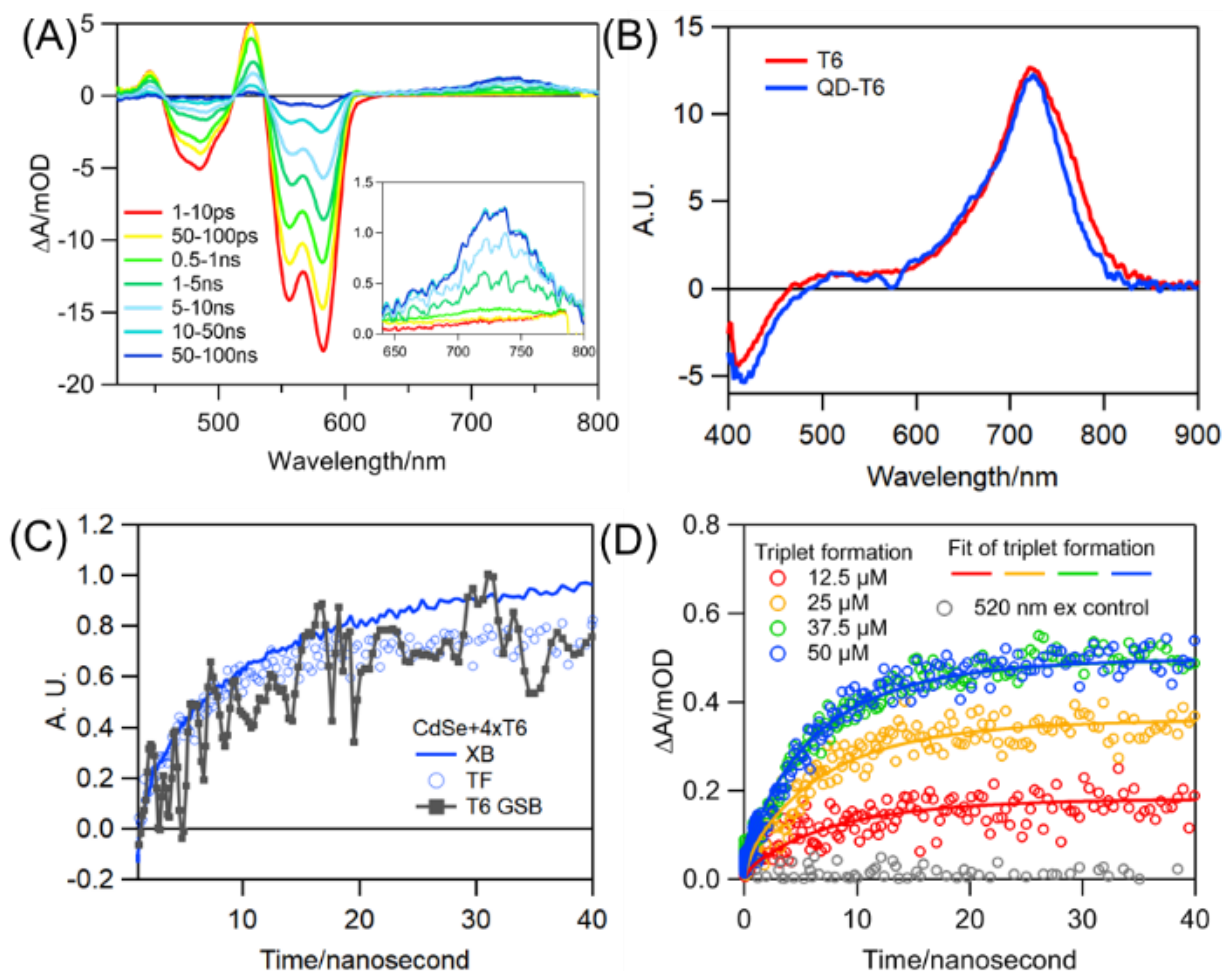 (A)
5
0
-5
-10
-15
-20
ΔA/mOD
1-10ps
50-100ps
0.5-1ns
1-5ns
5-10ns
10-50ns
50-100ns
1.5
1.0
0.5
0.0
650
700
750
800
500
600
700
800
Wavelength/nm
(B)
15
10
5
0
-5
A.U.
T6
QD-T6
400
500
600
700
800
900
Wavelength/nm
(C)
1.2
1.0
0.8
0.6
0.4
0.2
0.0
-0.2
A. U.
CdSe+4xT6
XB
TF
T6 GSB
10
20
30
40
Time/nanosecond
(D)
0.8
0.6
0.4
0.2
0.0
ΔA/mOD
Triplet formation
12.5 μM
25 μM
37.5 μM
50 μM
Fit of triplet formation
520 nm ex control
0
10
20
30
40
Time/nanosecond